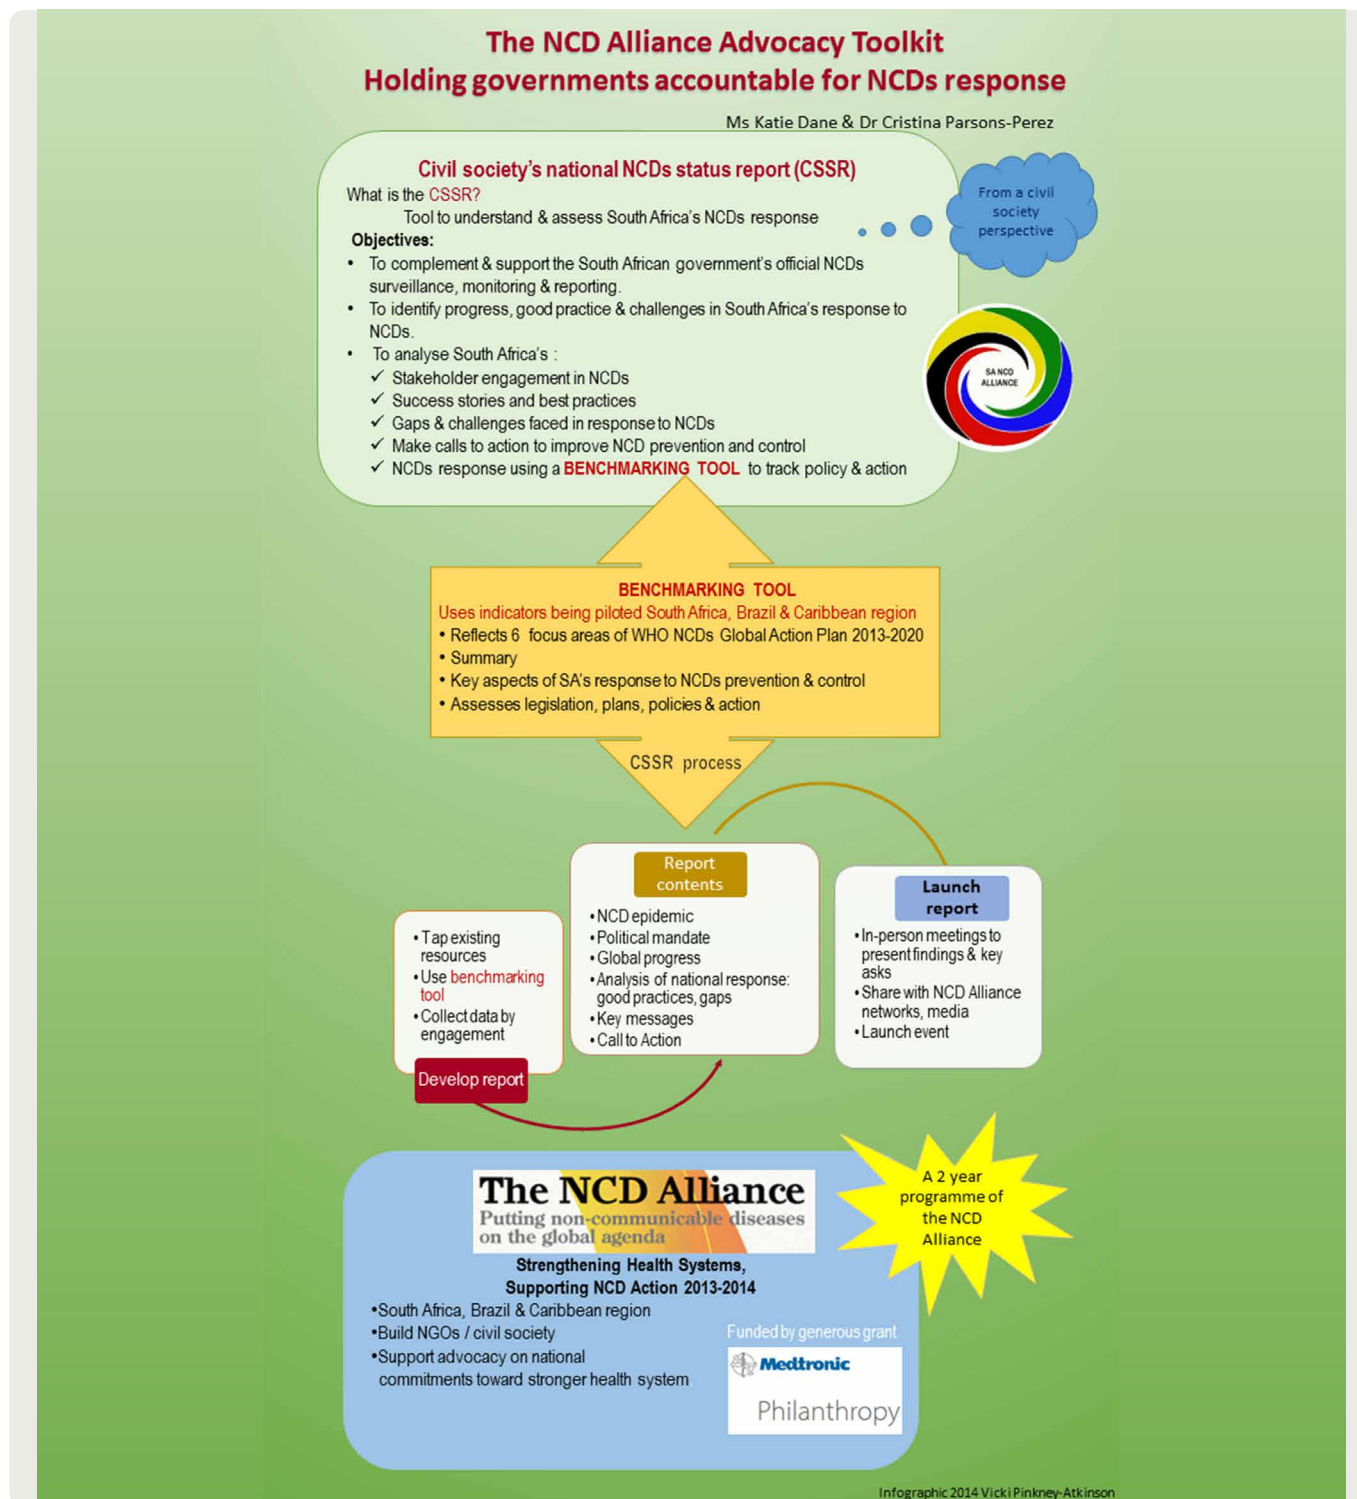 The NCD Alliance Advocacy Toolkit
Holding governments accountable for NCDs response
Ms Katie Dane & Dr Cristina Parsons-Perez
Civil society's national NCDs status report (CSSR)
What is the CSSR?
Tool to understand & assess South Africa's NCDs response
From a civil
society
perspective
Objectives:
• To complement & support the South African government's official NCDs
surveillance, monitoring & reporting.
• To identify progress, good practice & challenges in South Africa's response to
NCDs.
• To analyse South Africa's :
✓ Stakeholder engagement in NCDs
✓ Success stories and best practices
✓ Gaps & challenges faced in response to NCDs
✓ Make calls to action to improve NCD prevention and control
✓ NCDs response using a BENCHMARKING TOOL to track policy & action
SA NCD
ALLIANCE
BENCHMARKING TOOL
Uses indicators being piloted South Africa, Brazil & Caribbean region
• Reflects 6 focus areas of WHO NCDs Global Action Plan 2013-2020
• Summary
• Key aspects of SA's response to NCDs prevention & control
• Assesses legislation, plans, policies & action
CSSR process
• Tap existing
resources
• Use benchmarking
tool
• Collect data by
engagement
Develop report
Report
contents
• NCD epidemic
• Political mandate
• Global progress
• Analysis of national response:
good practices, gaps
• Key messages
• Call to Action
Launch
report
• In-person meetings to
present findings & key
asks
• Share with NCD Alliance
networks, media
• Launch event
A 2 year
programme of
the NCD
Alliance
The NCD Alliance
Putting non-communicable diseases
on the global agenda
Strengthening Health Systems,
Supporting NCD Action 2013-2014
• South Africa, Brazil & Caribbean region
• Build NGOs / civil society
• Support advocacy on national
commitments toward stronger health system
Funded by generous grant
Medtronic
Philanthropy
Infographic 2014 Vicki Pinkney-Atkinson